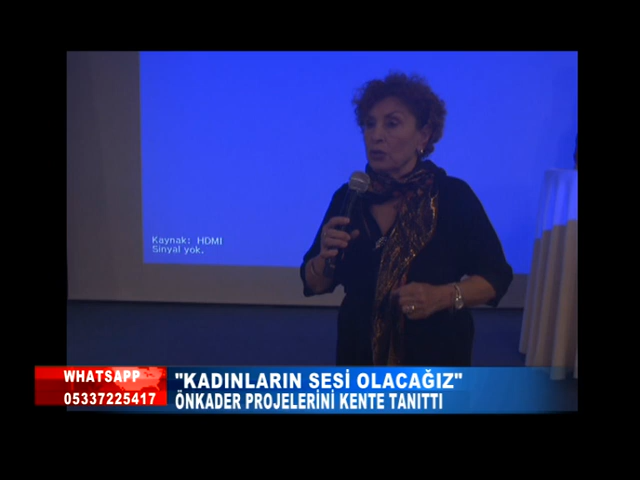 Kaynak: HDMI
Sinyal yok.
WHATSAPP
05337225417
"KADINLARIN SESİ OLACAĞIZ"
ÖNKADER PROJELERİNİ KENTE TANITTI